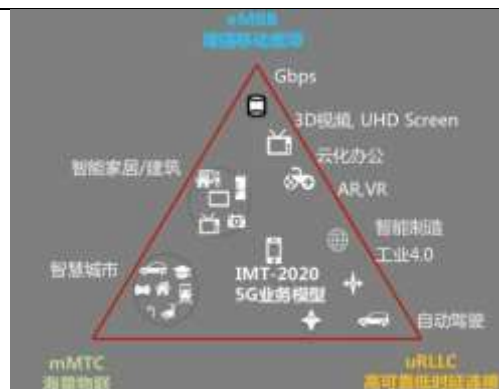 eMBB
增强移动宽带
Gbps
3D视频, UHD Screen
云化办公
智能家居/建筑
AR,VR
智能制造
工业4.0
智慧城市
IMT-2020
5G业务模型
自动驾驶
mMTC
海量物联
uRLLC
高可靠低时延连接